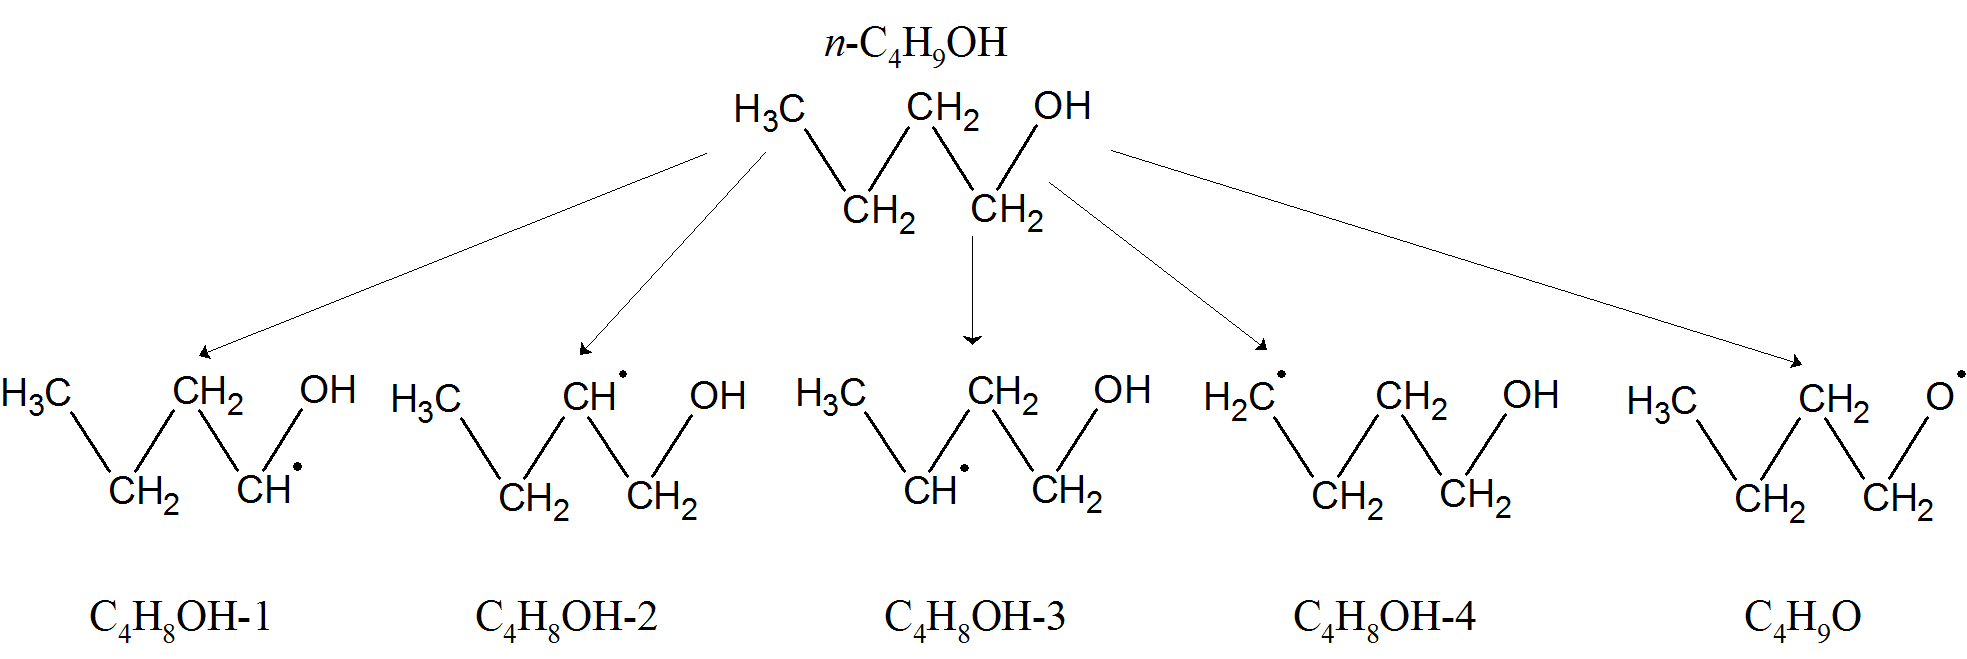 n-C₄H₉OH
H₃C CH₂ OH
CH₂ CH₂
H₃C CH₂ OH
CH₂ CH•
H₃C CH• OH
CH₂ CH₂
H₃C CH₂ OH
CH• CH₂
H₂C• CH₂ OH
CH₂ CH₂
H₃C CH₂ O•
CH₂ CH₂
C₄H₈OH-1 C₄H₈OH-2 C₄H₈OH-3 C₄H₈OH-4 C₄H₉O